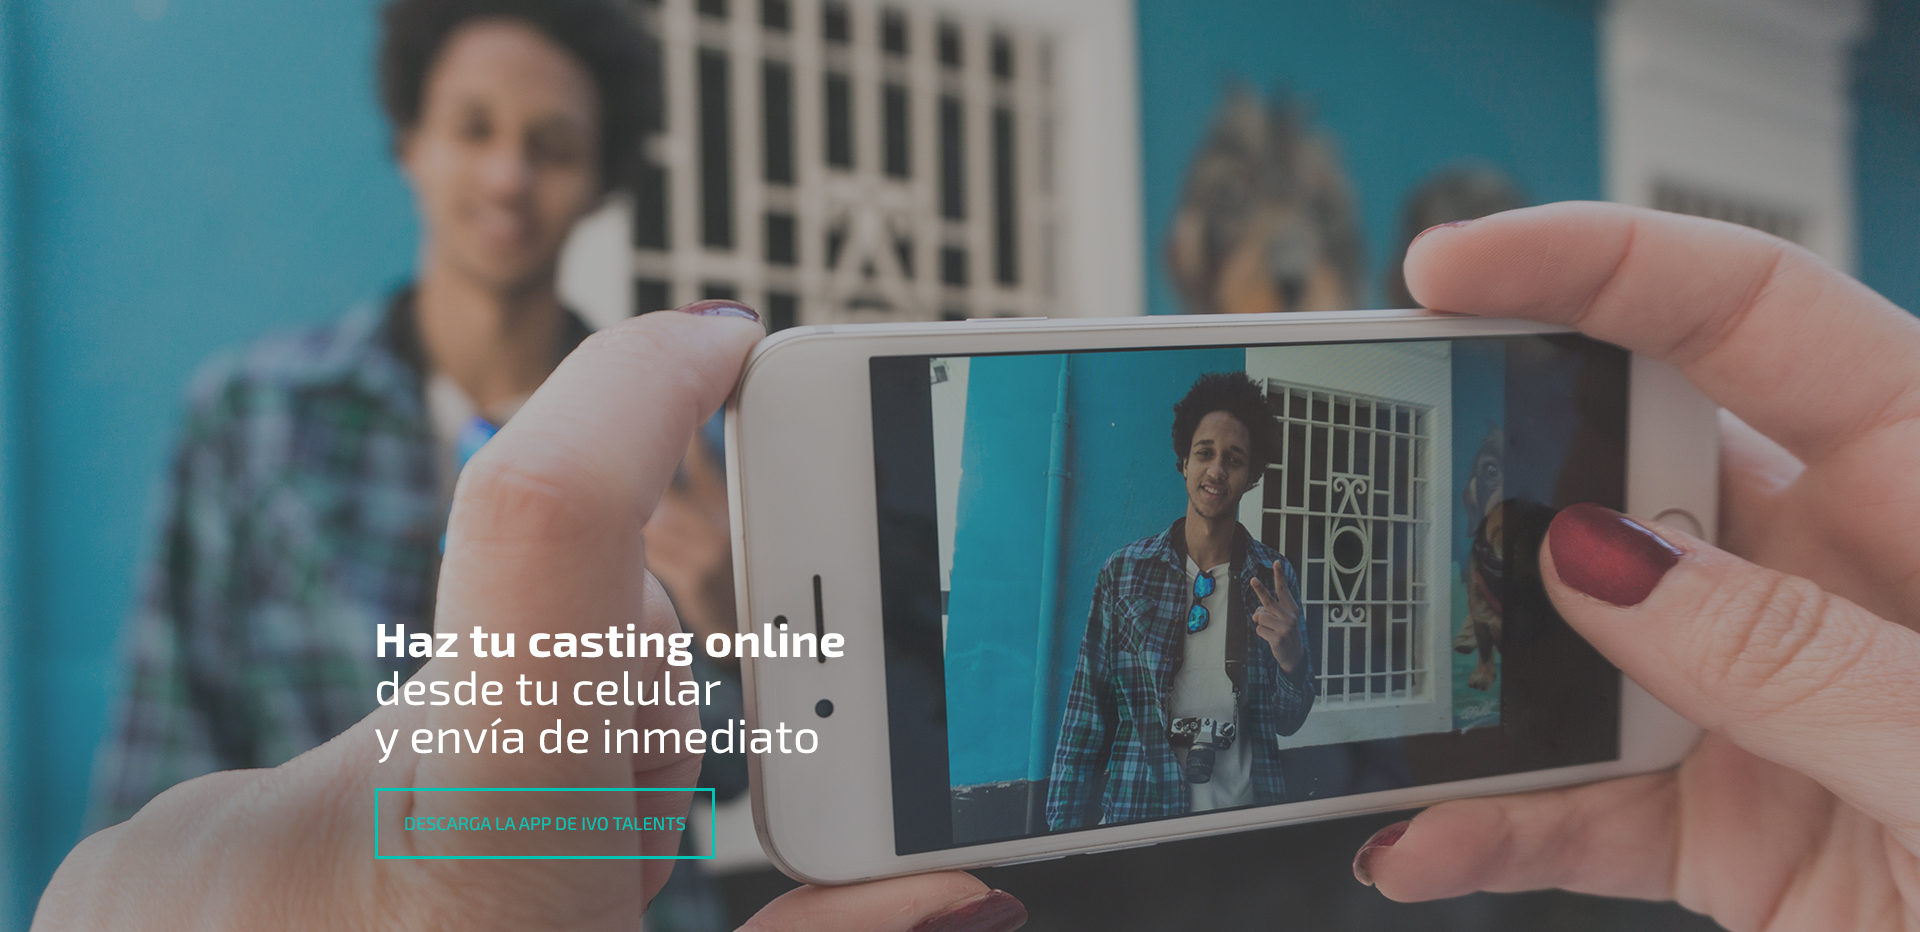 Haz tu casting online
desde tu celular
y envía de inmediato
DESCARGA LA APP DE IVO TALENTS